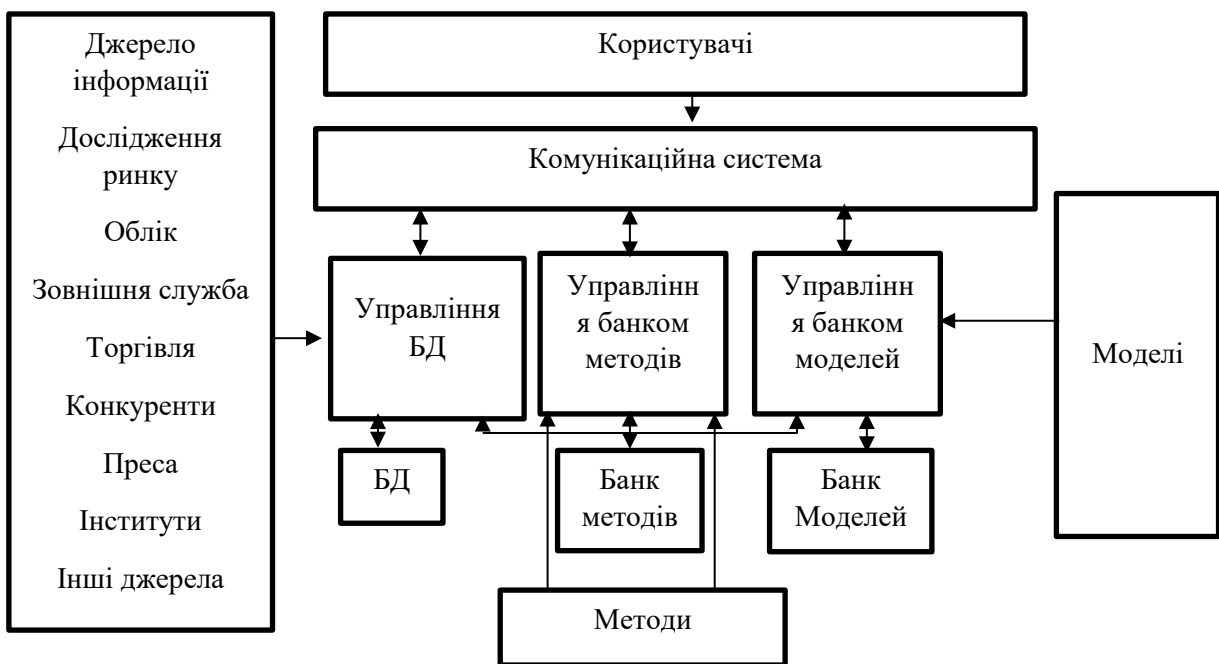 Джерело
інформації
Дослідження
ринку
Облік
Зовнішня служба
Торгівля
Конкуренти
Преса
Інститути
Інші джерела
Користувачі
Комунікаційна система
Управління
БД
Управлінн
я банком
методів
Управлінн
я банком
моделей
Моделі
БД
Банк
методів
Банк
Моделей
Методи